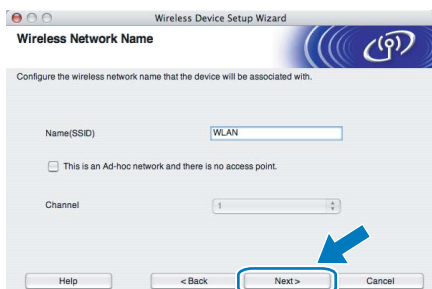 Wireless Device Setup Wizard
Wireless Network Name
Configure the wireless network name that the device will be associated with.
Name(SSID)
WLAN
This is an Ad-hoc network and there is no access point.
Channel
1
Help
< Back
Next >
Cancel